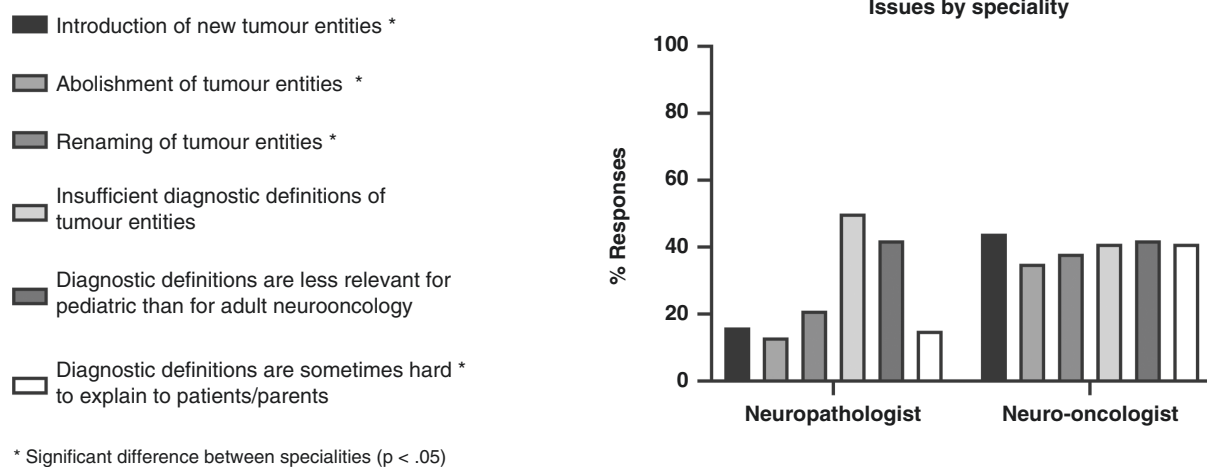 Introduction of new tumour entities *
Abolishment of tumour entities *
Renaming of tumour entities *
Insufficient diagnostic definitions of
tumour entities
Diagnostic definitions are less relevant for
pediatric than for adult neurooncology
Diagnostic definitions are sometimes hard *
to explain to patients/parents
* Significant difference between specialities (p < .05)
Issues by speciality
% Responses
100
80
60
40
20
0
Neuropathologist
Neuro-oncologist